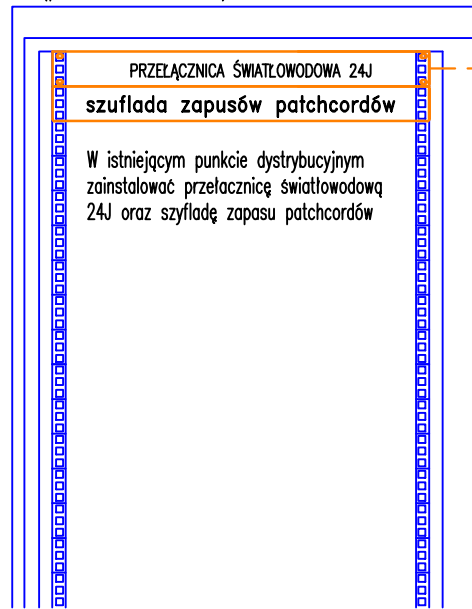 PRZEŁĄCZNICA ŚWIATŁOWODOWA 24J
szuflada zapusów patchcordów
W istniejącym punkcie dystrybucyjnym
zainstalować przełacznicę światłowodową
24J oraz szyfladę zapasu patchcordów